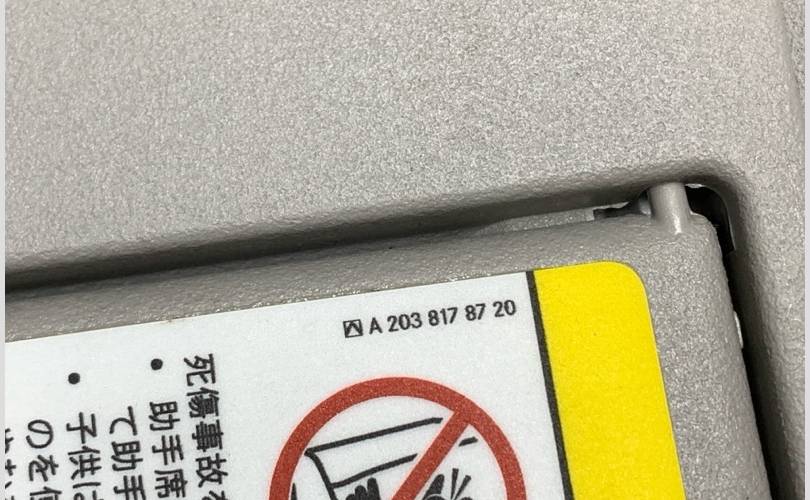 A 203 817 87 20
死傷事故を
• 助手席
て助手
• 子供は
のを使